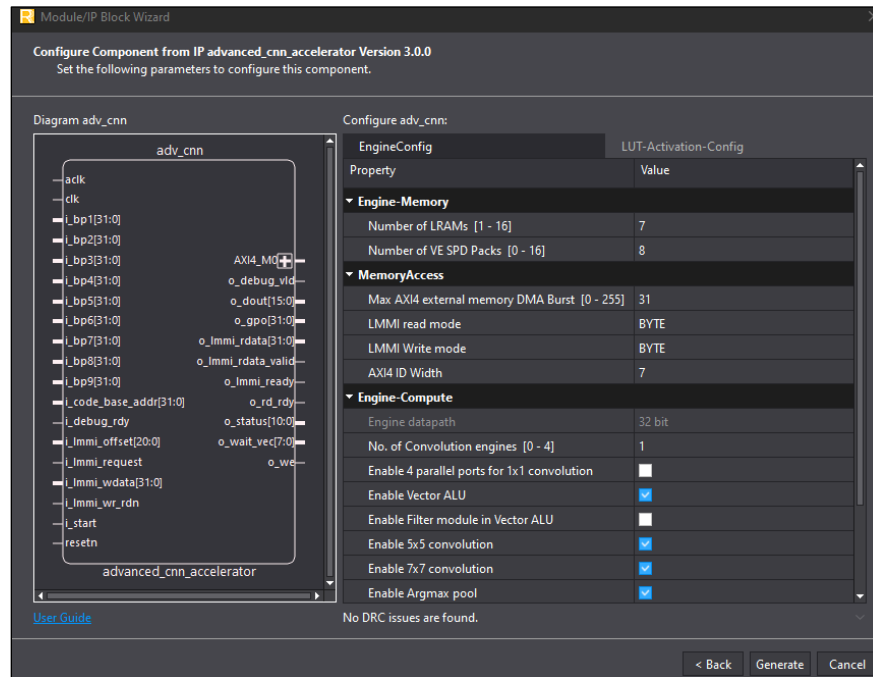 Module/IP Block Wizard
Configure Component from IP advanced_cnn_accelerator Version 3.0.0
Set the following parameters to configure this component.
Diagram adv_cnn
adv_cnn
aclk
clk
i_bp1[31:0]
i_bp2[31:0]
i_bp3[31:0] AXI4_M0
i_bp4[31:0] o_debug_vld
i_bp5[31:0] o_dout[15:0]
i_bp6[31:0] o_gpo[31:0]
i_bp7[31:0] o_lmmi_rdata[31:0]
i_bp8[31:0] o_lmmi_rdata_valid
i_bp9[31:0] o_lmmi_ready
i_code_base_addr[31:0] o_rd_rdy
i_debug_rdy o_status[10:0]
i_lmmi_offset[20:0] o_wait_vec[7:0]
i_lmmi_request o_we
i_lmmi_wdata[31:0]
i_lmmi_wr_rdn
i_start
resetn
advanced_cnn_accelerator
User Guide
Configure adv_cnn:
EngineConfig LUT-Activation-Config
Property Value
Engine-Memory
Number of LRAMs [1 - 16] 7
Number of VE SPD Packs [0 - 16] 8
MemoryAccess
Max AXI4 external memory DMA Burst [0 - 255] 31
LMMI read mode BYTE
LMMI Write mode BYTE
AXI4 ID Width 7
Engine-Compute
Engine datapath 32 bit
No. of Convolution engines [0 - 4] 1
Enable 4 parallel ports for 1x1 convolution
Enable Vector ALU
Enable Filter module in Vector ALU
Enable 5x5 convolution
Enable 7x7 convolution
Enable Argmax pool
No DRC issues are found.
< Back Generate Cancel